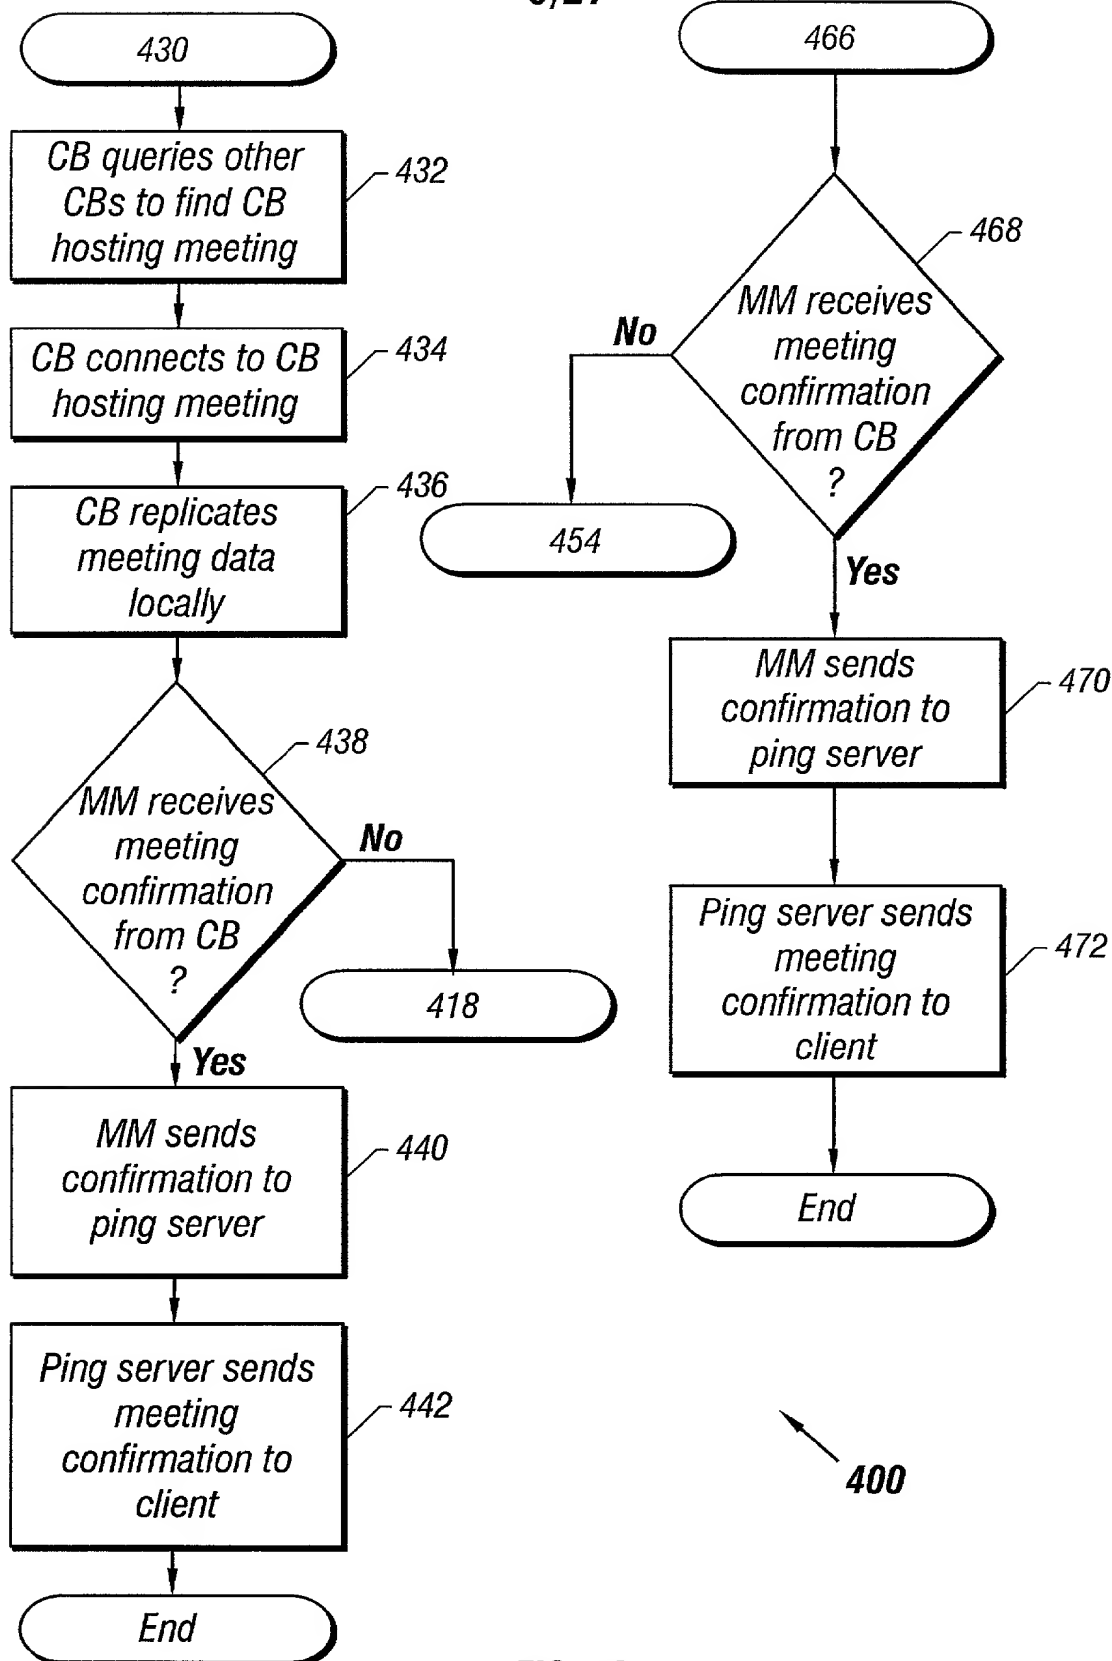 430
CB queries other
CBs to find CB
hosting meeting
432
CB connects to CB
hosting meeting
434
CB replicates
meeting data
locally
436
MM receives
meeting
confirmation
from CB
?
438
No
418
Yes
MM sends
confirmation to
ping server
440
Ping server sends
meeting
confirmation to
client
442
End
466
MM receives
meeting
confirmation
from CB
?
468
No
454
Yes
MM sends
confirmation to
ping server
470
Ping server sends
meeting
confirmation to
client
472
End
400